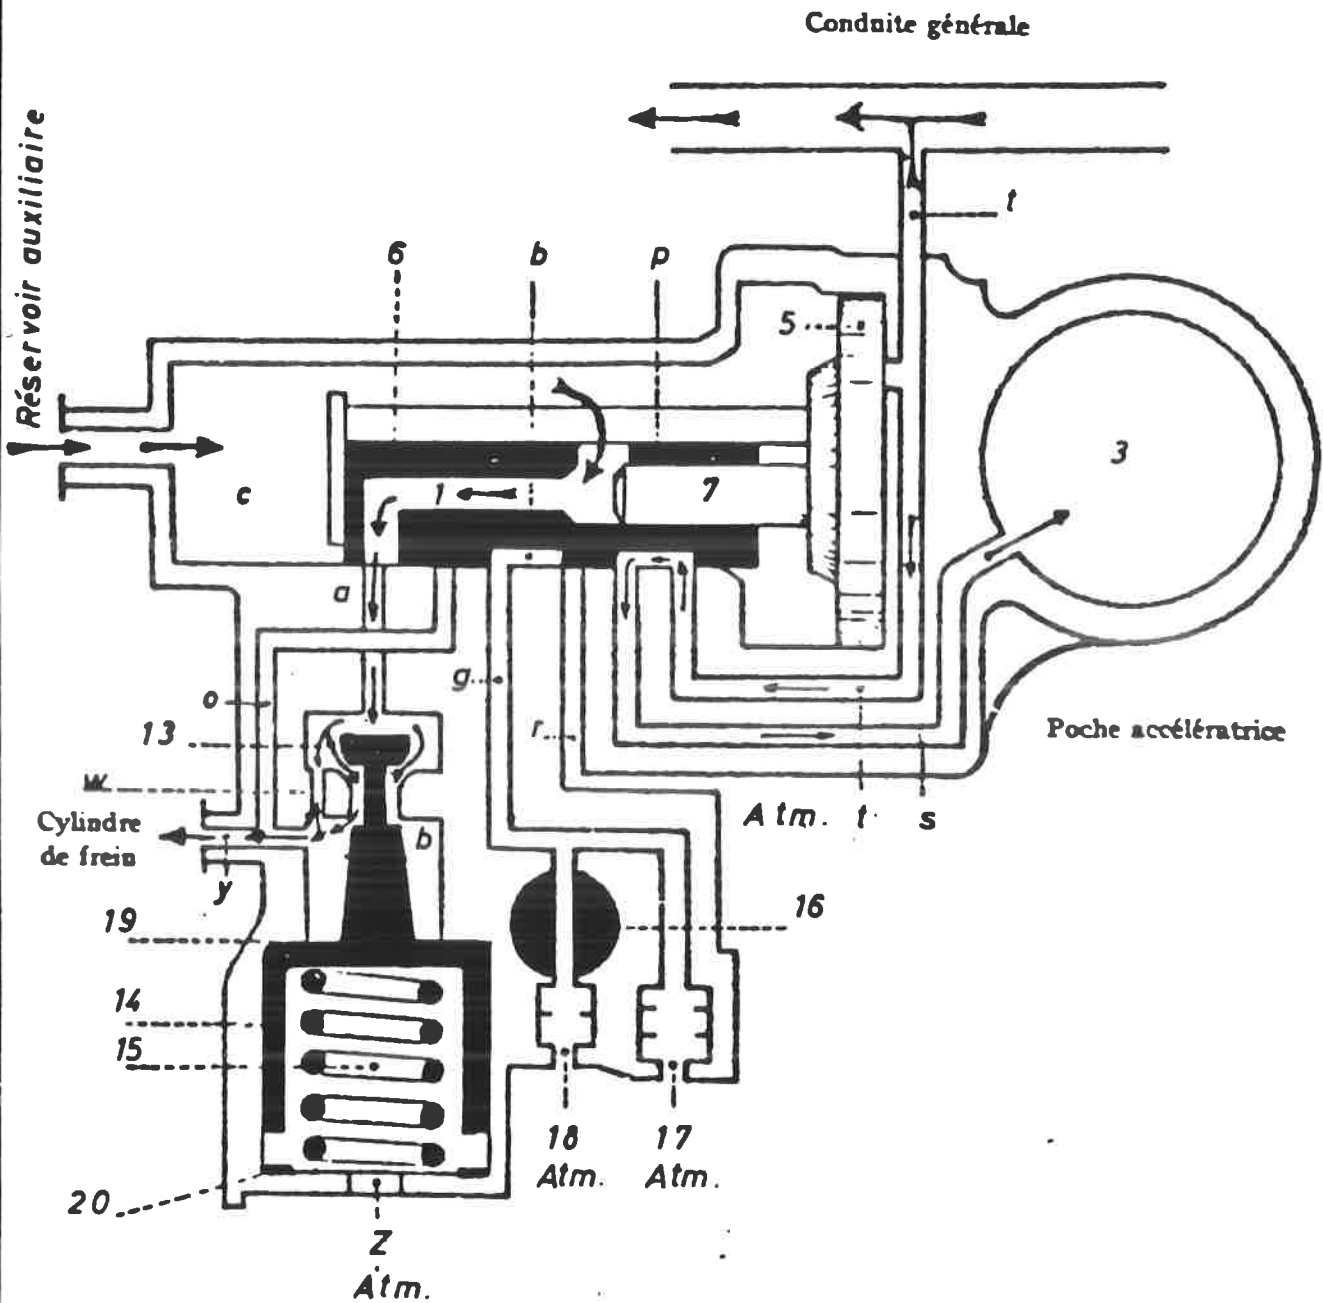 Conduite générale
Réservoir auxiliaire
t
6
b
p
5
3
c
1
7
a
g
o
13
r
Poche accélératrice
w
Atm.
t
s
Cylindre
de frein
b
y
16
19
14
15
18
Atm.
17
Atm.
20
Z
Atm.